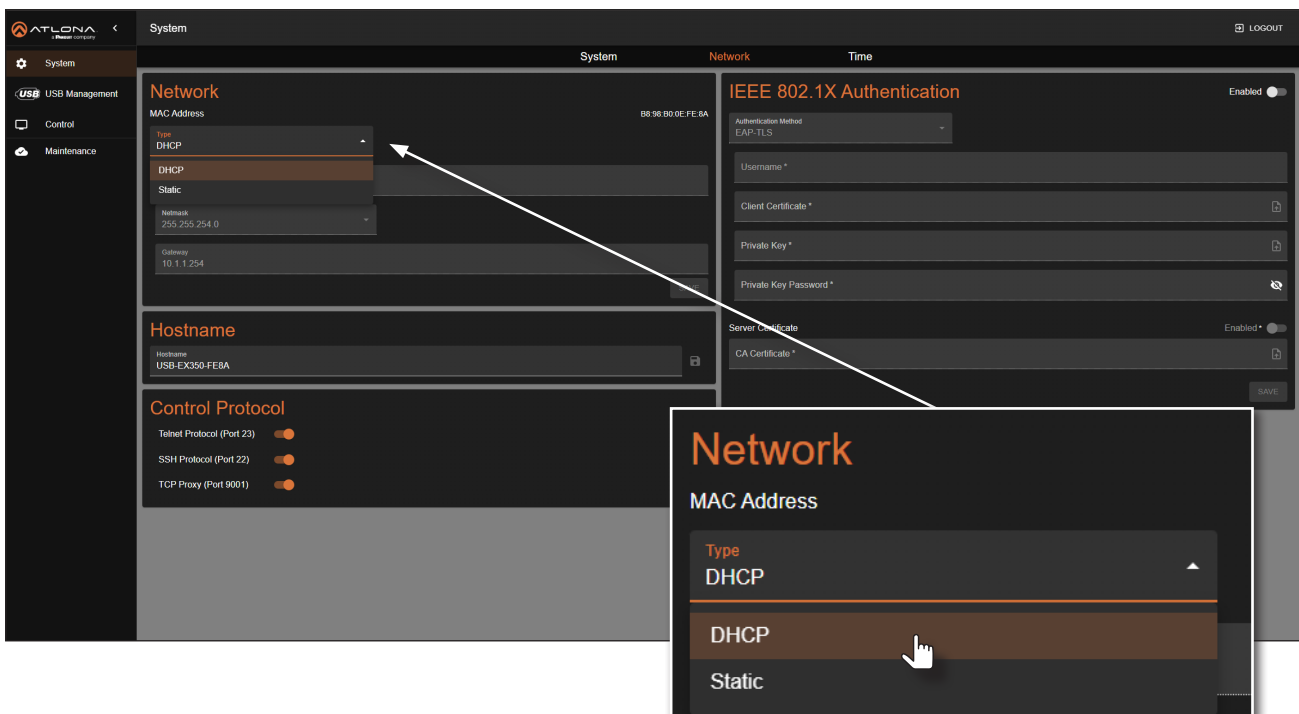 ATLONA
a Panduit company
System
LOGOUT
System
Network
Time
System
USB USB Management
Control
Maintenance
Network
MAC Address
B8:98:B0:0E:FE:8A
Type
DHCP
DHCP
Static
Netmask
255.255.254.0
Gateway
10.1.1.254
SAVE
Hostname
Hostname
USB-EX350-FE8A
Control Protocol
Telnet Protocol (Port 23)
SSH Protocol (Port 22)
TCP Proxy (Port 9001)
IEEE 802.1X Authentication
Enabled
Authentication Method
EAP-TLS
Username *
Client Certificate *
Private Key *
Private Key Password *
Server Certificate
Enabled *
CA Certificate *
SAVE
Network
MAC Address
Type
DHCP
DHCP
Static